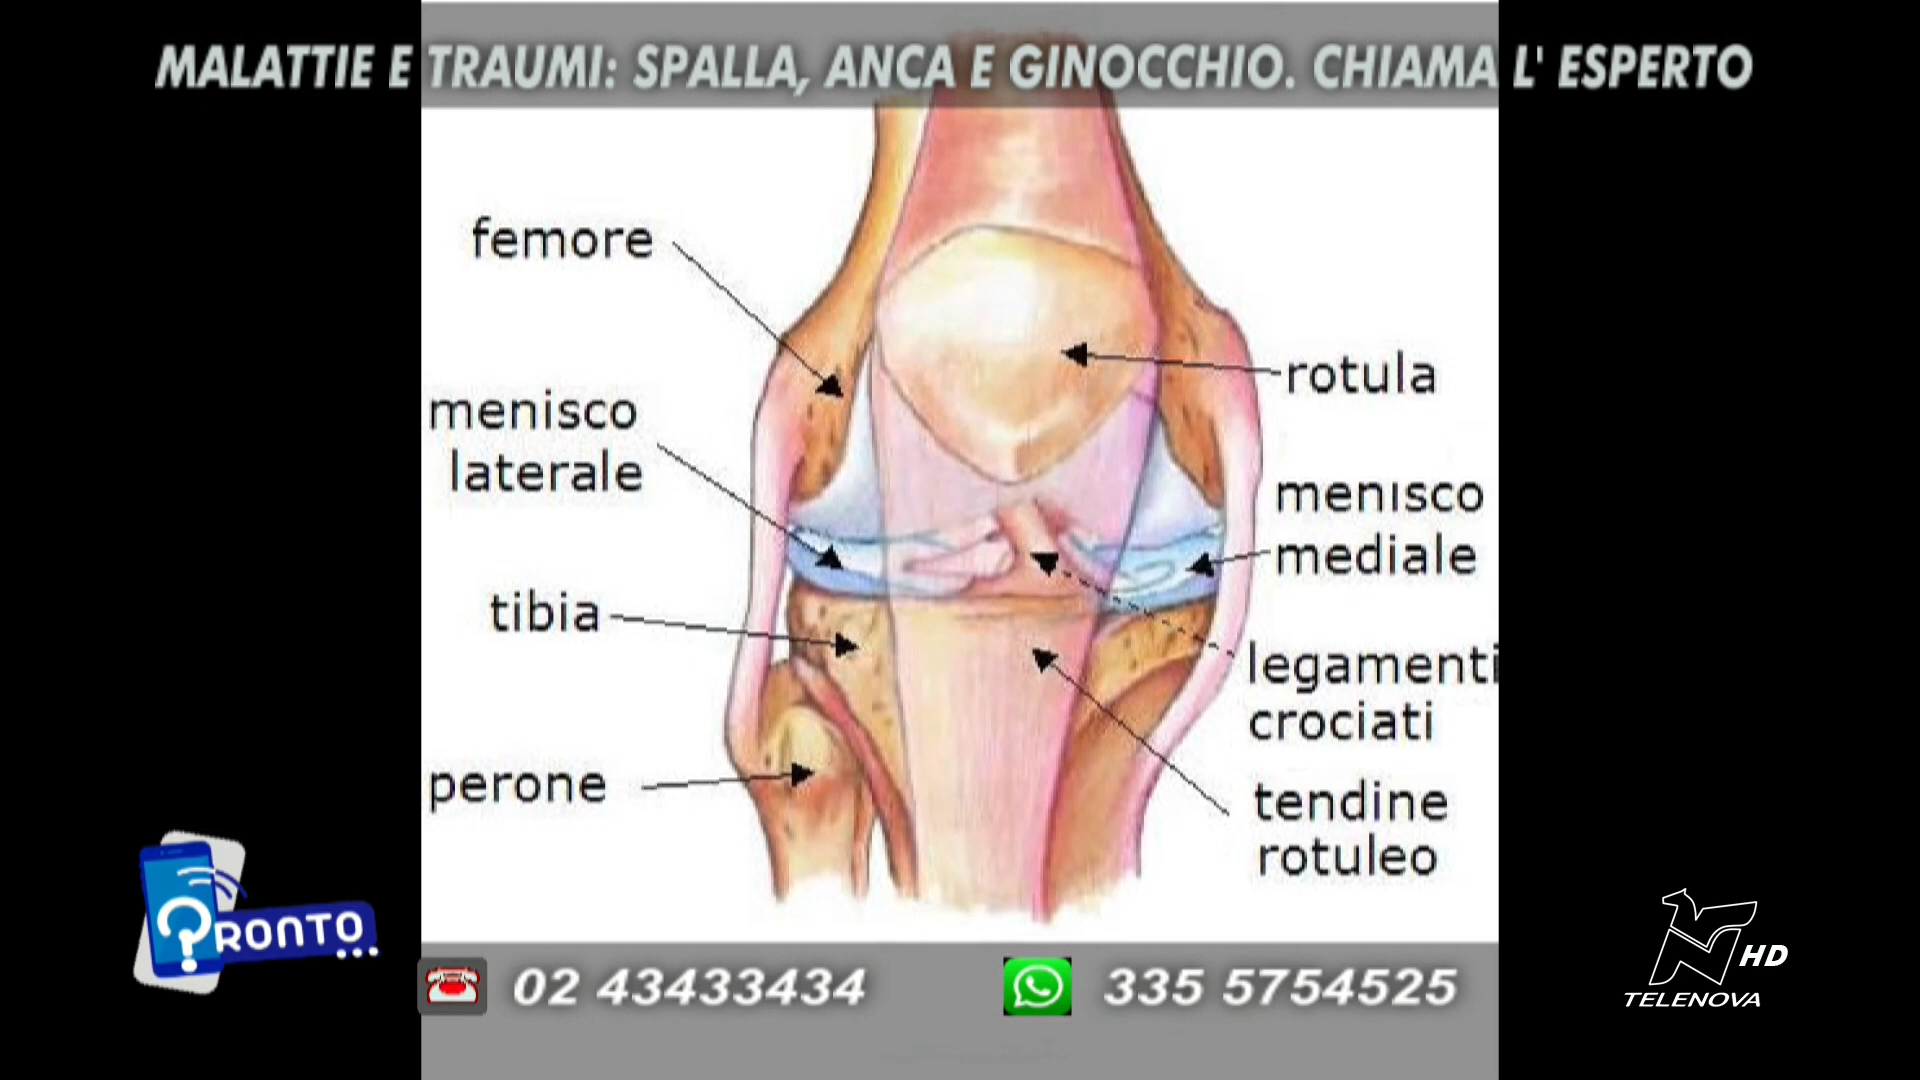 MALATTIE E TRAUMI: SPALLA, ANCA E GINOCCHIO. CHIAMA L' ESPERTO
femore
rotula
menisco
laterale
menisco
mediale
tibia
legamenti
crociati
perone
tendine
rotuleo
PRONTO...
HD
TELENOVA
02 43433434
335 5754525